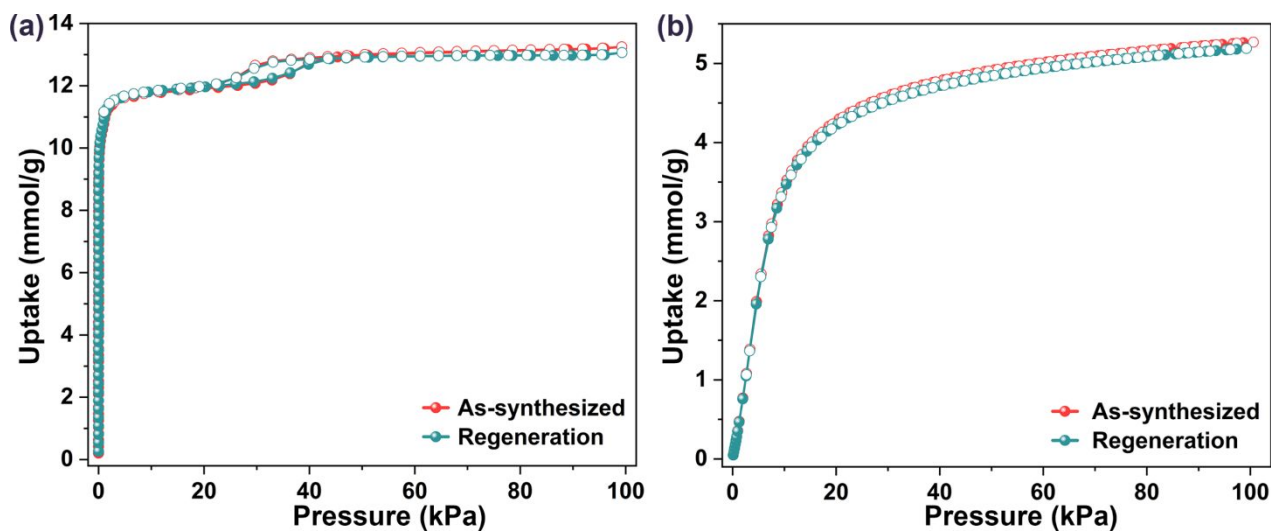 (a)
14
12
10
8
6
4
2
0
Uptake (mmol/g)
0
20
40
60
80
100
Pressure (kPa)
As-synthesized
Regeneration
(b)
5
4
3
2
1
0
Uptake (mmol/g)
0
20
40
60
80
100
Pressure (kPa)
As-synthesized
Regeneration